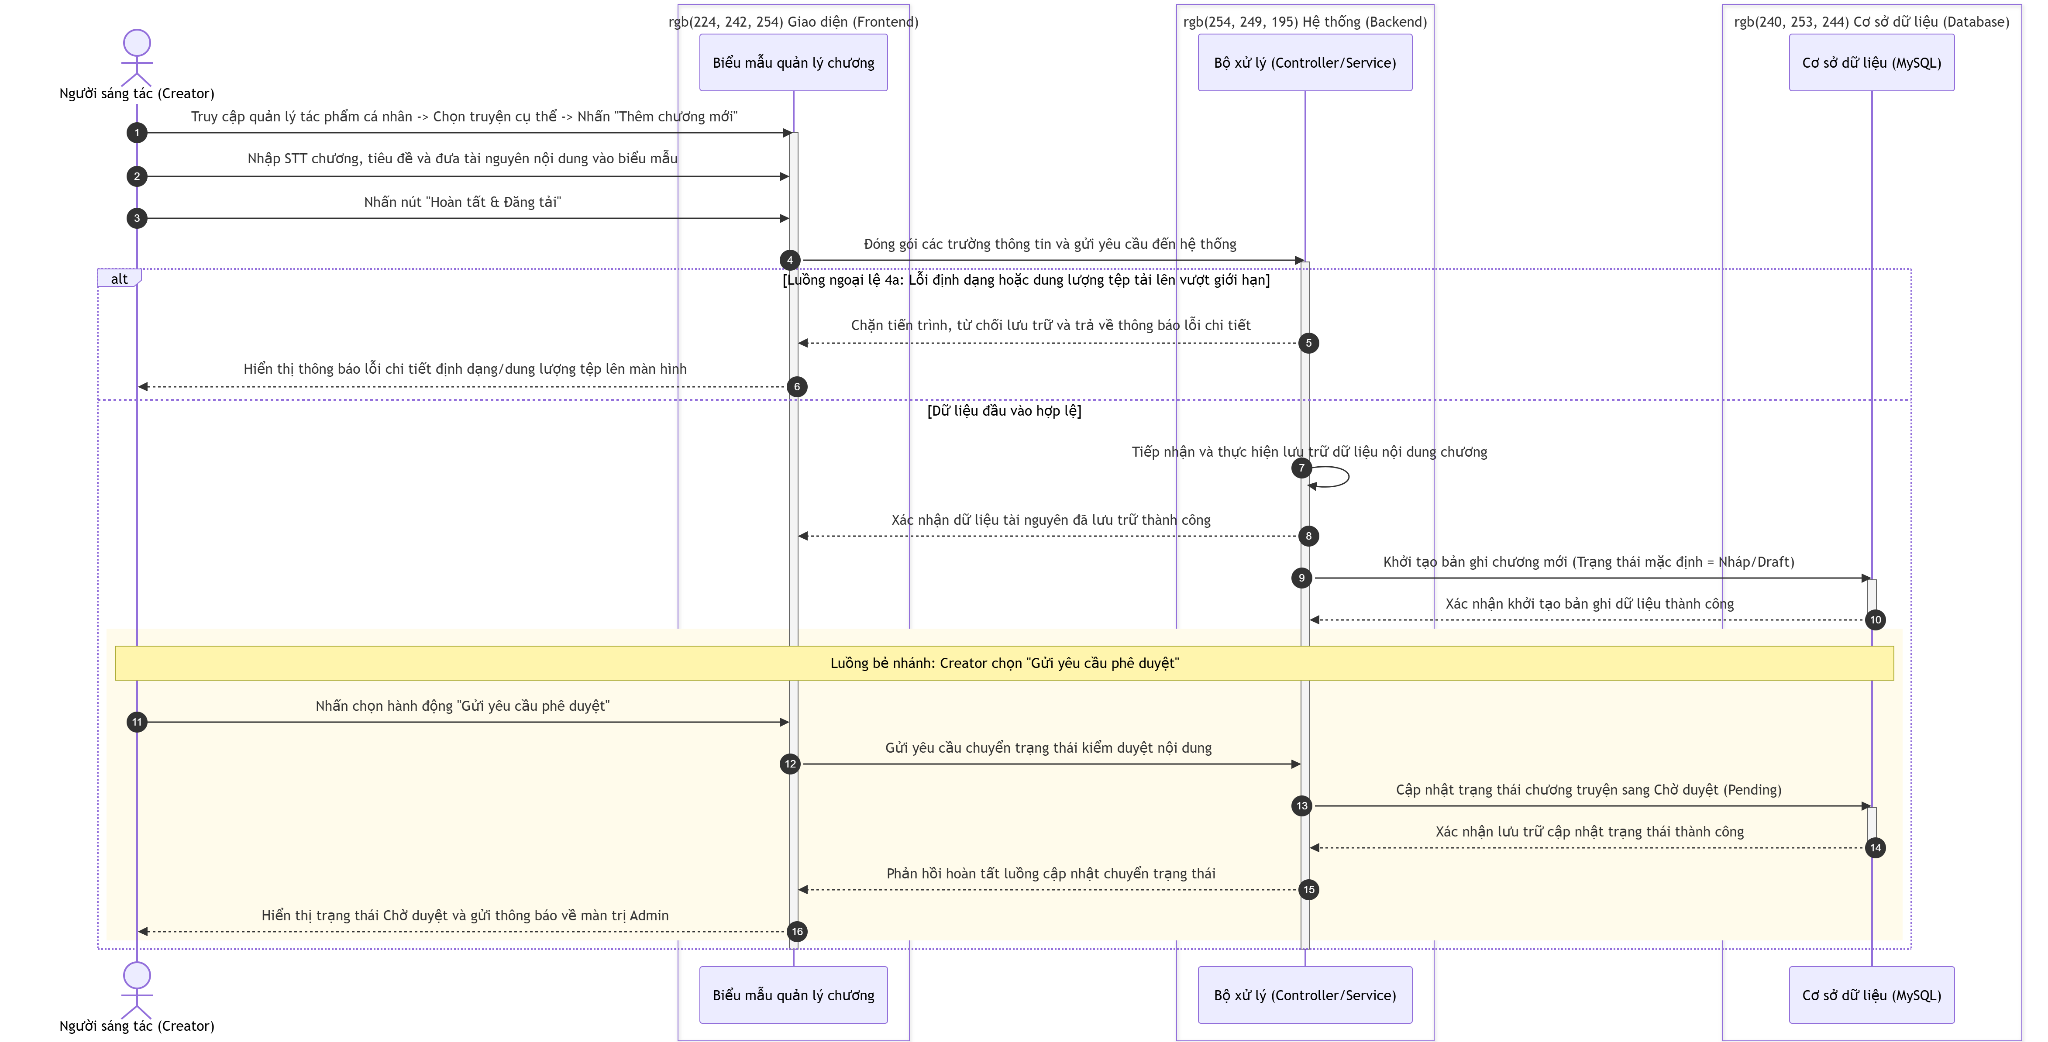 rgb(224, 242, 254) Giao diện (Frontend)
rgb(254, 249, 195) Hệ thống (Backend)
rgb(240, 253, 244) Cơ sở dữ liệu (Database)
Người sáng tác (Creator)
Biểu mẫu quản lý chương
Bộ xử lý (Controller/Service)
Cơ sở dữ liệu (MySQL)
Truy cập quản lý tác phẩm cá nhân -> Chọn truyện cụ thể -> Nhấn "Thêm chương mới"
1
Nhập STT chương, tiêu đề và đưa tài nguyên nội dung vào biểu mẫu
2
Nhấn nút "Hoàn tất & Đăng tải"
3
Đóng gói các trường thông tin và gửi yêu cầu đến hệ thống
4
alt
[Luồng ngoại lệ 4a: Lỗi định dạng hoặc dung lượng tệp tải lên vượt giới hạn]
Chặn tiến trình, từ chối lưu trữ và trả về thông báo lỗi chi tiết
5
Hiển thị thông báo lỗi chi tiết định dạng/dung lượng tệp lên màn hình
6
[Dữ liệu đầu vào hợp lệ]
Tiếp nhận và thực hiện lưu trữ dữ liệu nội dung chương
7
Xác nhận dữ liệu tài nguyên đã lưu trữ thành công
8
Khởi tạo bản ghi chương mới (Trạng thái mặc định = Nháp/Draft)
9
Xác nhận khởi tạo bản ghi dữ liệu thành công
10
Luồng bẻ nhánh: Creator chọn "Gửi yêu cầu phê duyệt"
Nhấn chọn hành động "Gửi yêu cầu phê duyệt"
11
Gửi yêu cầu chuyển trạng thái kiểm duyệt nội dung
12
Cập nhật trạng thái chương truyện sang Chờ duyệt (Pending)
13
Xác nhận lưu trữ cập nhật trạng thái thành công
14
Phản hồi hoàn tất luồng cập nhật chuyển trạng thái
15
Hiển thị trạng thái Chờ duyệt và gửi thông báo về màn trị Admin
16
Người sáng tác (Creator)
Biểu mẫu quản lý chương
Bộ xử lý (Controller/Service)
Cơ sở dữ liệu (MySQL)